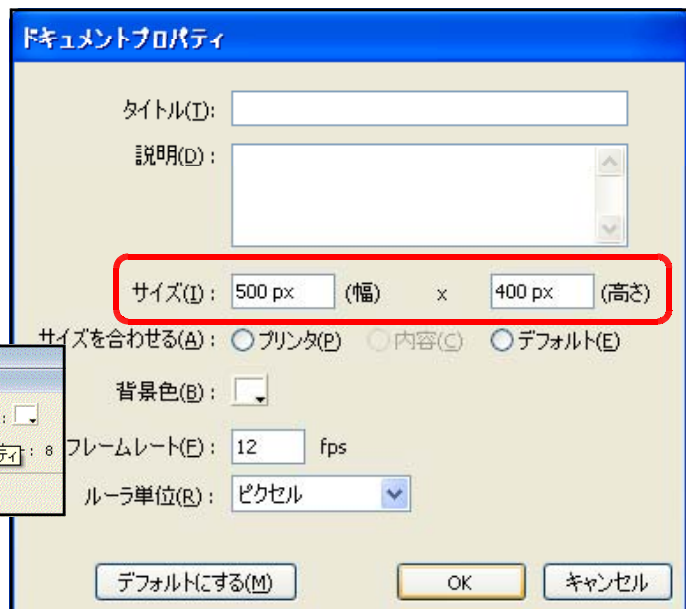 ドキュメントプロパティ
タイトル(T):
説明(D):
サイズ(I): 500 px (幅) x 400 px (高さ)
サイズを合わせる(A): プリンタ(P) 内容(C) デフォルト(E)
背景色(B):
: 
ティ : 8
フレームレート(F): 12 fps
ルーラ単位(R): ピクセル
デフォルトにする(M) OK キャンセル